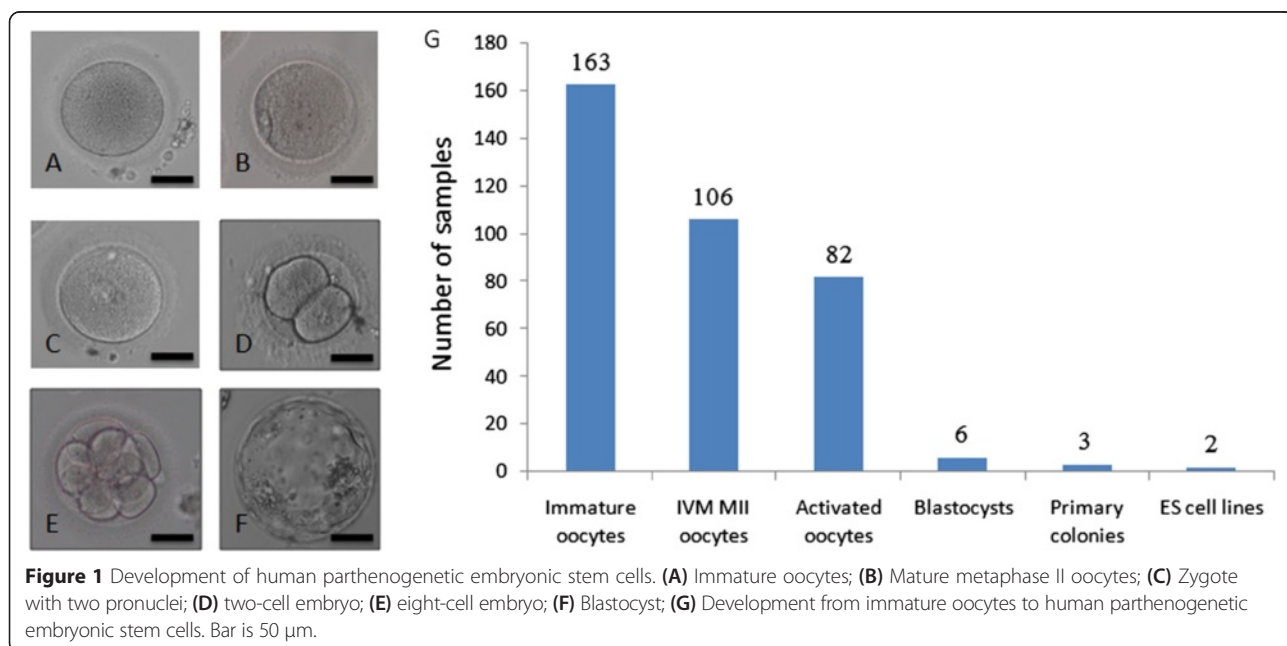 A
B
C
D
E
F
G
Number of samples
180
160
140
120
100
80
60
40
20
0
163
106
82
6
3
2
Immature oocytes
IVM MII oocytes
Activated oocytes
Blastocysts
Primary colonies
ES cell lines
Figure 1 Development of human parthenogenetic embryonic stem cells. (A) Immature oocytes; (B) Mature metaphase II oocytes; (C) Zygote
with two pronuclei; (D) two-cell embryo; (E) eight-cell embryo; (F) Blastocyst; (G) Development from immature oocytes to human parthenogenetic
embryonic stem cells. Bar is 50 μm.